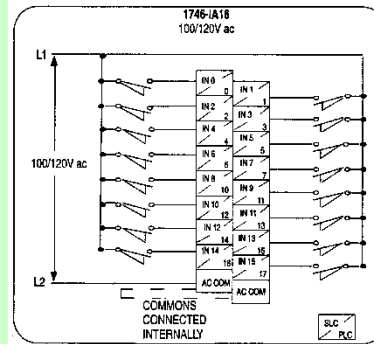 1746-IA16
100/120V ac
L1
IN 0
0
IN 1
1
IN 2
2
IN 3
3
IN 4
4
IN 5
5
IN 6
6
IN 7
7
IN 8
10
IN 9
11
IN 10
12
IN 11
13
IN 12
14
IN 13
15
IN 14
16
IN 15
17
100/120V ac
L2
AC COM
AC COM
COMMONS
CONNECTED
INTERNALLY
SLC
PLC